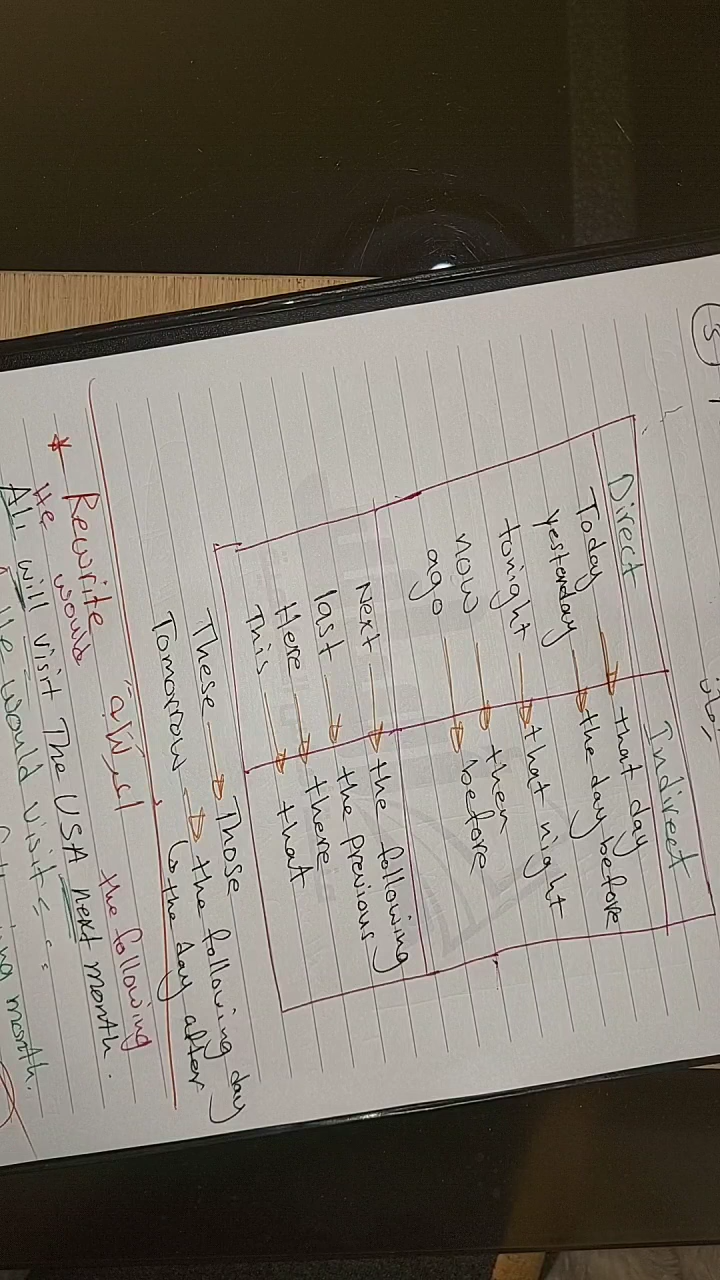 5
Direct Indirect
Today → that day
yesterday → the day before
tonight → that night
now → then
ago → before
Next → the following
last → the previous
Here → there
This → that
These → Those
Tomorrow → the following day
↳ the day after
* Rewrite
He would the following
Ali will visit The USA next month.
He would visit
month.